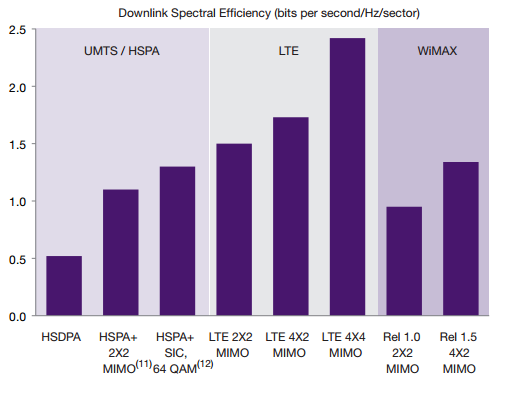 Downlink Spectral Efficiency (bits per second/Hz/sector)
2.5
2.0
1.5
1.0
0.5
0.0
UMTS / HSPA
LTE
WiMAX
HSDPA
HSPA+
2X2
MIMO(11)
HSPA+
SIC,
64 QAM(12)
LTE 2X2
MIMO
LTE 4X2
MIMO
LTE 4X4
MIMO
Rel 1.0
2X2
MIMO
Rel 1.5
4X2
MIMO